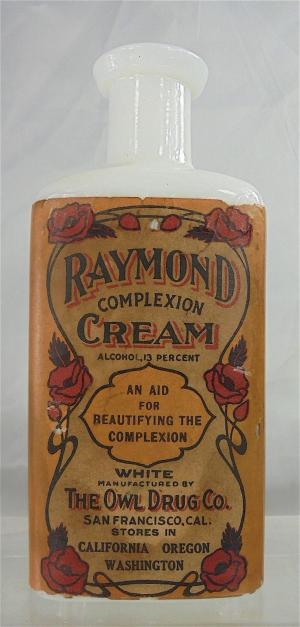 RAYMOND
COMPLEXION
CREAM
ALCOHOL, 13 PERCENT
AN AID
FOR
BEAUTIFYING THE
COMPLEXION
WHITE
MANUFACTURED BY
THE OWL DRUG CO.
SAN FRANCISCO, CAL.
STORES IN
CALIFORNIA OREGON
WASHINGTON